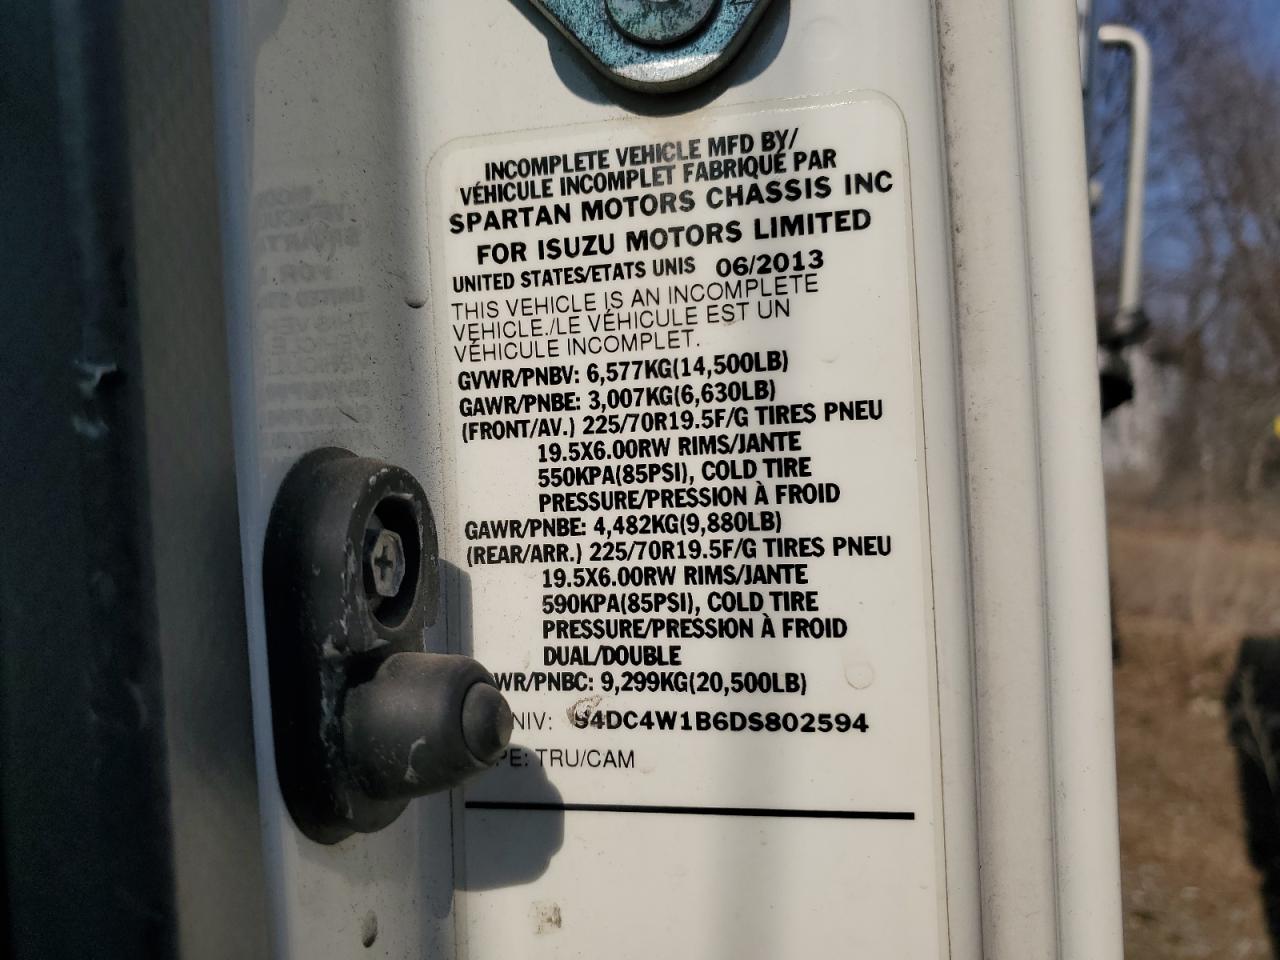 INCOMPLETE VEHICLE MFD BY/
VÉHICULE INCOMPLET FABRIQUÉ PAR
SPARTAN MOTORS CHASSIS INC
FOR ISUZU MOTORS LIMITED
UNITED STATES/ETATS UNIS 06/2013
THIS VEHICLE IS AN INCOMPLETE
VEHICLE./LE VÉHICULE EST UN
VÉHICULE INCOMPLET.
GVWR/PNBV: 6,577KG(14,500LB)
GAWR/PNBE: 3,007KG(6,630LB)
(FRONT/AV.) 225/70R19.5F/G TIRES PNEU
19.5X6.00RW RIMS/JANTE
550KPA(85PSI), COLD TIRE
PRESSURE/PRESSION À FROID
GAWR/PNBE: 4,482KG(9,880LB)
(REAR/ARR.) 225/70R19.5F/G TIRES PNEU
19.5X6.00RW RIMS/JANTE
590KPA(85PSI), COLD TIRE
PRESSURE/PRESSION À FROID
DUAL/DOUBLE
WR/PNBC: 9,299KG(20,500LB)
NIV: 54DC4W1B6DS802594
PE: TRU/CAM